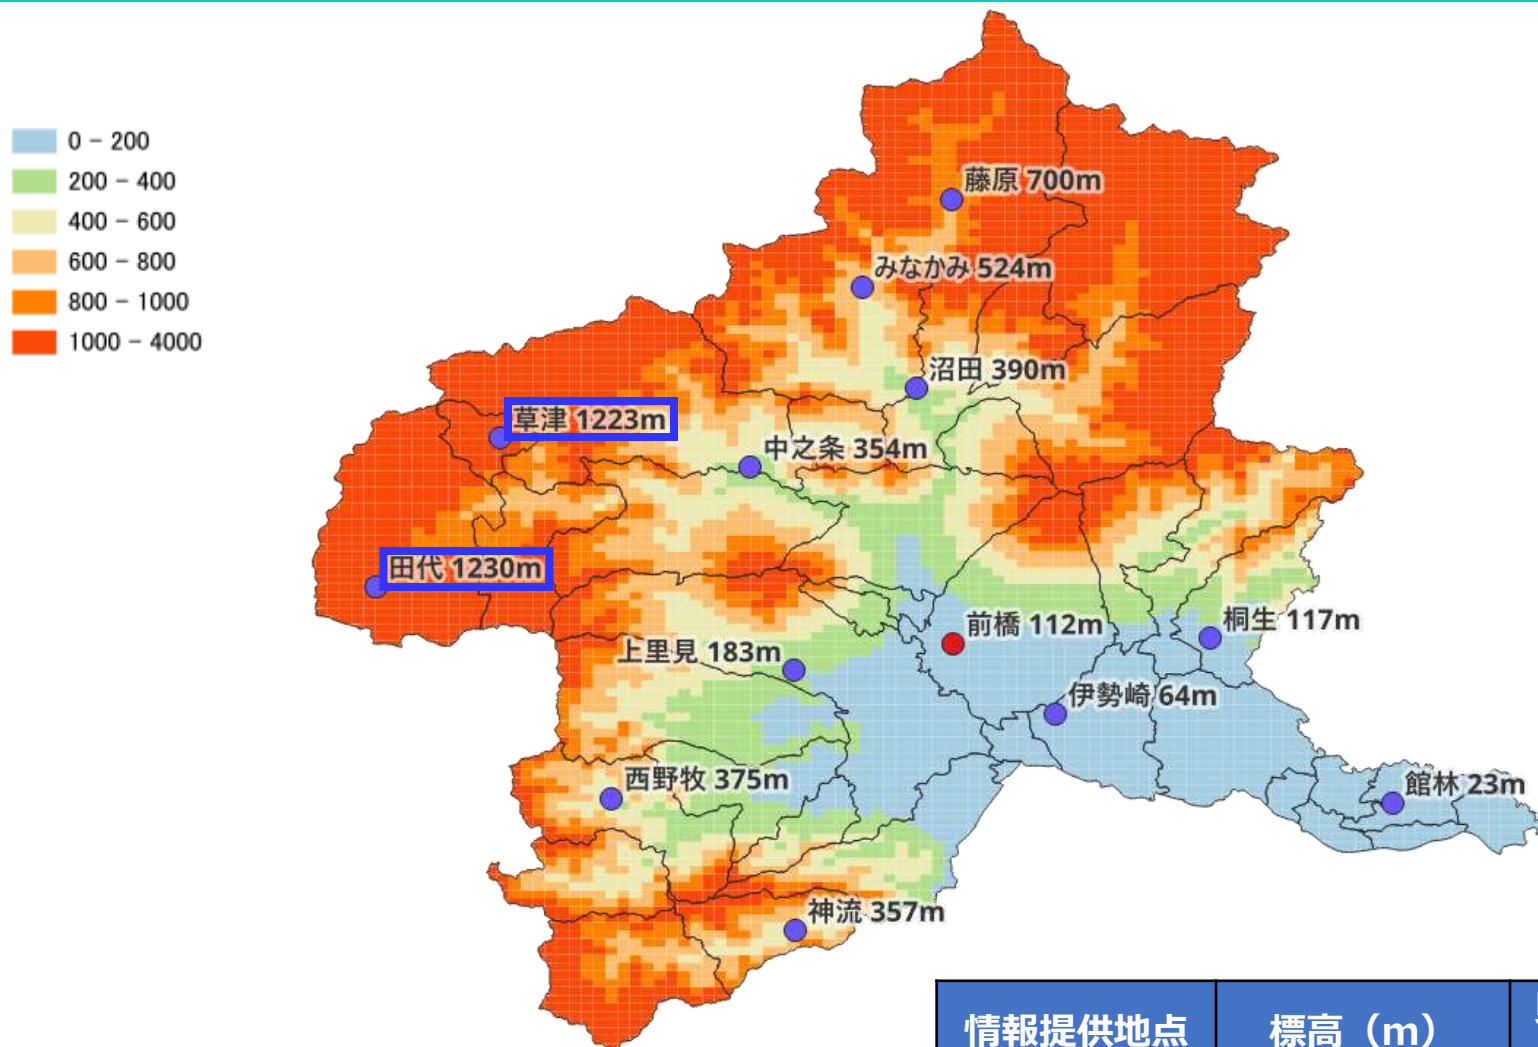 0 − 200
200 − 400
400 − 600
600 − 800
800 − 1000
1000 − 4000
藤原 700m
みなかみ 524m
沼田 390m
草津 1223m
中之条 354m
田代 1230m
前橋 112m
桐生 117m
上里見 183m
伊勢崎 64m
西野牧 375m
館林 23m
神流 357m
情報提供地点
標高（m）